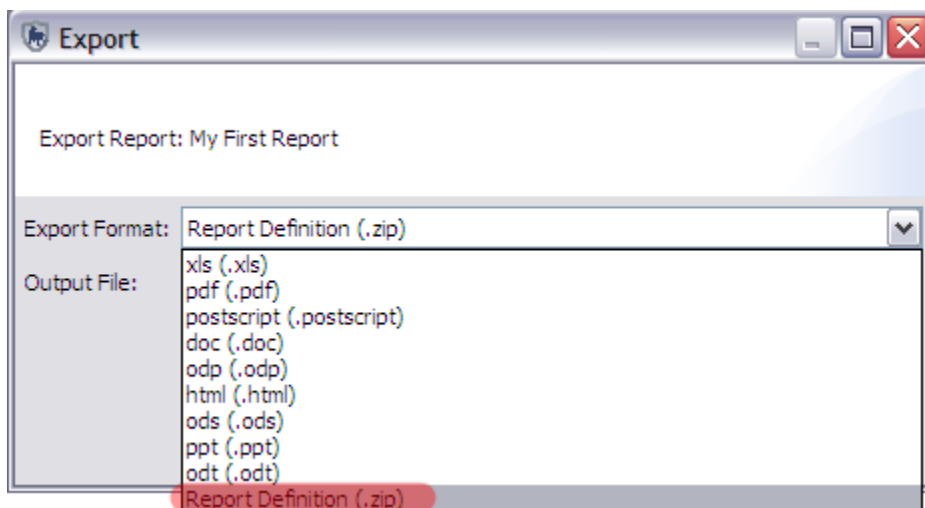 Export
Export Report: My First Report
Export Format: Report Definition (.zip)
Output File:
xls (.xls)
pdf (.pdf)
postscript (.postscript)
doc (.doc)
odp (.odp)
html (.html)
ods (.ods)
ppt (.ppt)
odt (.odt)
Report Definition (.zip)